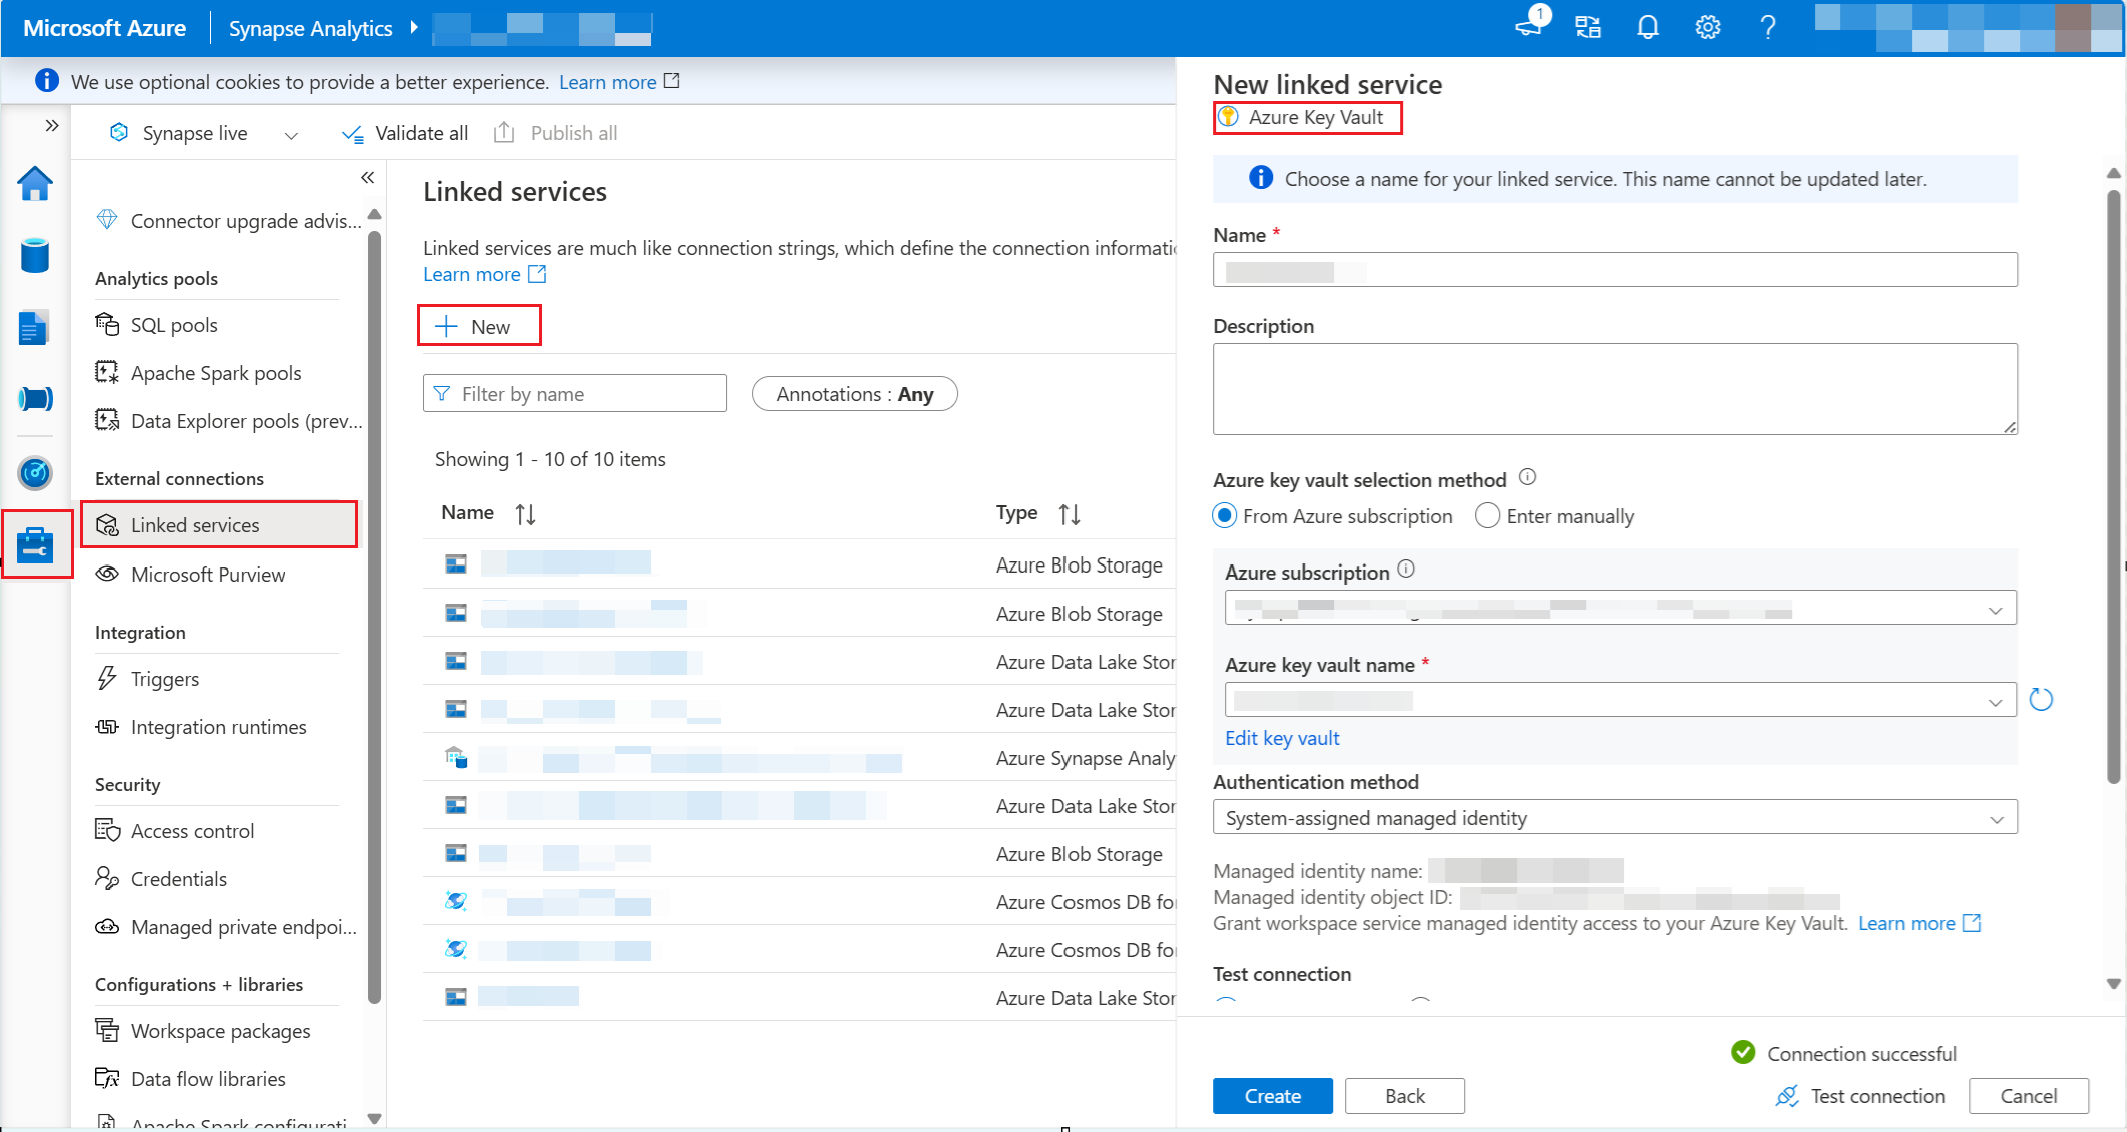 Microsoft Azure
Synapse Analytics
1
We use optional cookies to provide a better experience. Learn more
Synapse live
Validate all
Publish all
Connector upgrade advis...
Analytics pools
SQL pools
Apache Spark pools
Data Explorer pools (prev...
External connections
Linked services
Microsoft Purview
Integration
Triggers
Integration runtimes
Security
Access control
Credentials
Managed private endpoi...
Configurations + libraries
Workspace packages
Data flow libraries
Apache Spark configurati
Linked services
Linked services are much like connection strings, which define the connection informati
Learn more
New
Filter by name
Annotations : Any
Showing 1 - 10 of 10 items
Name
Type
Azure Blob Storage
Azure Blob Storage
Azure Data Lake Stor
Azure Data Lake Stor
Azure Synapse Analy
Azure Data Lake Stor
Azure Blob Storage
Azure Cosmos DB fo
Azure Cosmos DB fo
Azure Data Lake Stor
New linked service
Azure Key Vault
Choose a name for your linked service. This name cannot be updated later.
Name *
Description
Azure key vault selection method
From Azure subscription
Enter manually
Azure subscription
Azure key vault name *
Edit key vault
Authentication method
System-assigned managed identity
Managed identity name:
Managed identity object ID:
Grant workspace service managed identity access to your Azure Key Vault. Learn more
Test connection
Connection successful
Create
Back
Test connection
Cancel